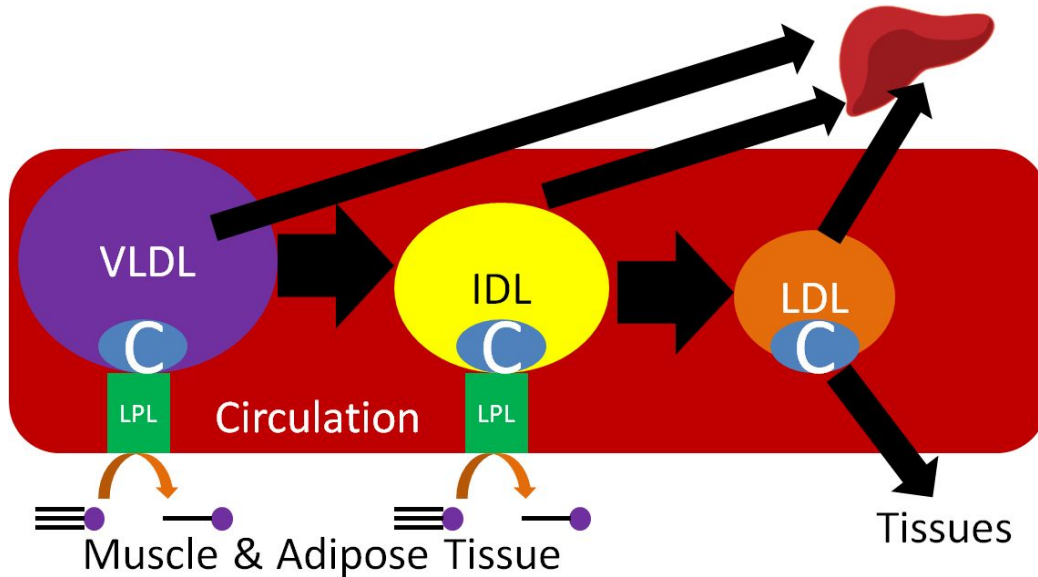 VLDL
IDL
LDL
C
C
C
LPL
Circulation
LPL
Muscle & Adipose Tissue
Tissues